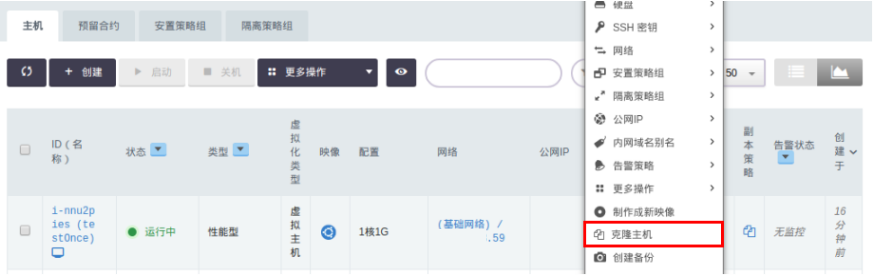 硬盘
主机 预留合约 安置策略组 隔离策略组
SSH 密钥
网络
+ 创建 启动 关机 更多操作 安置策略组 50
隔离策略组
公网IP
内网域名别名
告警策略
更多操作
ID（名称） 状态 类型 虚拟化类型 映像 配置 网络 公网IP 副本策略 告警状态 创建于
制作成新映像
克隆主机
创建备份
i-nnu2pies (testOnce) 运行中 性能型 虚拟主机 1核1G (基础网络) / .59 无监控 16分钟前